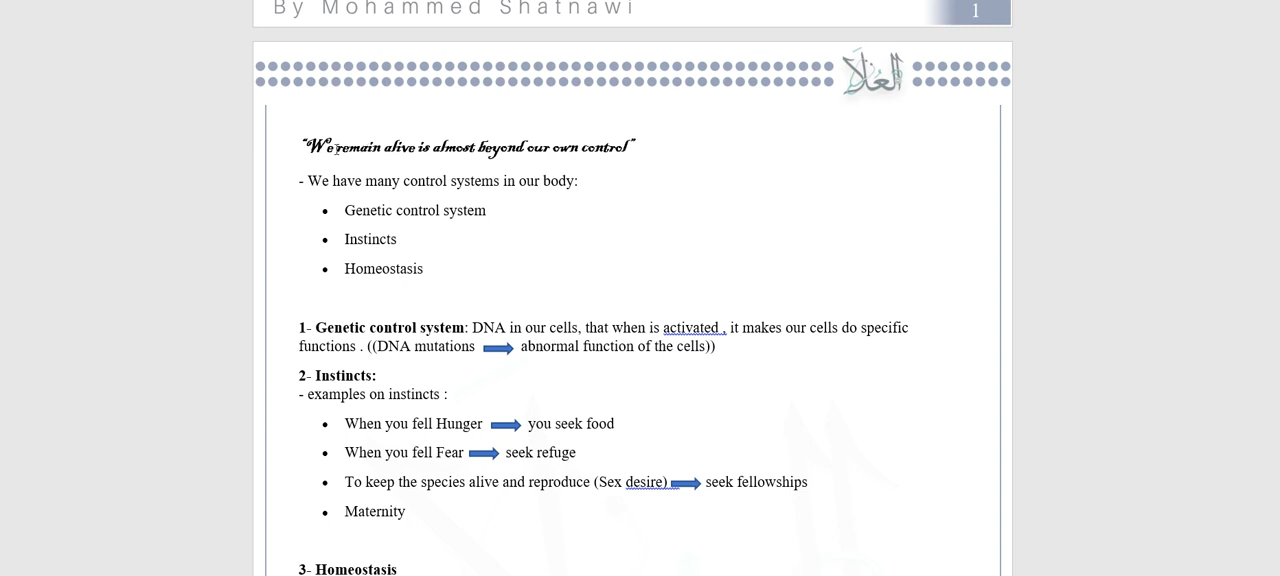 By Mohammed Shatnawi
1
العلا
"We remain alive is almost beyond our own control"
- We have many control systems in our body:
• Genetic control system
• Instincts
• Homeostasis
1- Genetic control system: DNA in our cells, that when is activated , it makes our cells do specific
functions . ((DNA mutations abnormal function of the cells))
2- Instincts:
- examples on instincts :
• When you fell Hunger you seek food
• When you fell Fear seek refuge
• To keep the species alive and reproduce (Sex desire) seek fellowships
• Maternity
3- Homeostasis